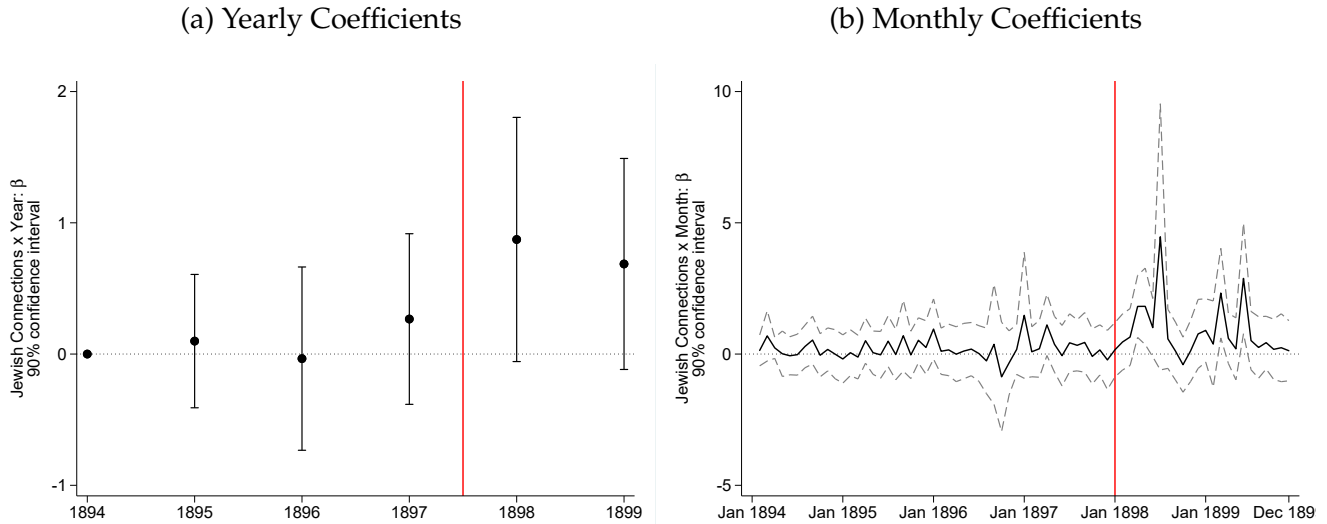 (a) Yearly Coefficients
Jewish Connections x Year: β
90% confidence interval
2
1
0
-1
1894 1895 1896 1897 1898 1899
(b) Monthly Coefficients
Jewish Connections x Month: β
90% confidence interval
10
5
0
-5
Jan 1894 Jan 1895 Jan 1896 Jan 1897 Jan 1898 Jan 1899 Dec 189